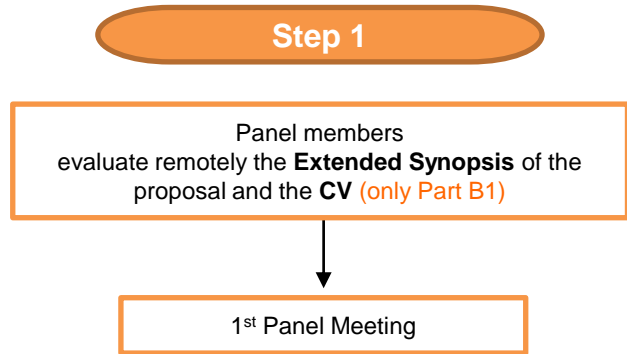 Step 1
Panel members
evaluate remotely the Extended Synopsis of the
proposal and the CV (only Part B1)
1st Panel Meeting